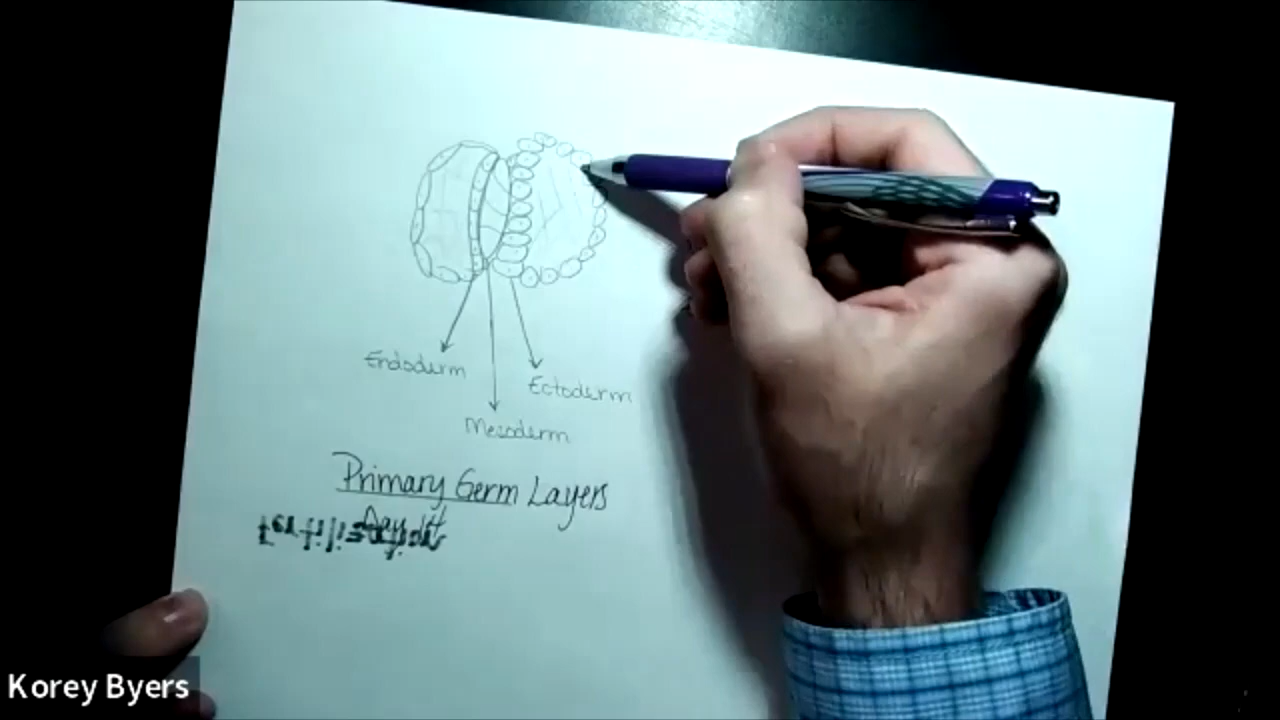 Endoderm
Ectoderm
Mesoderm
Primary Germ Layers
Korey Byers